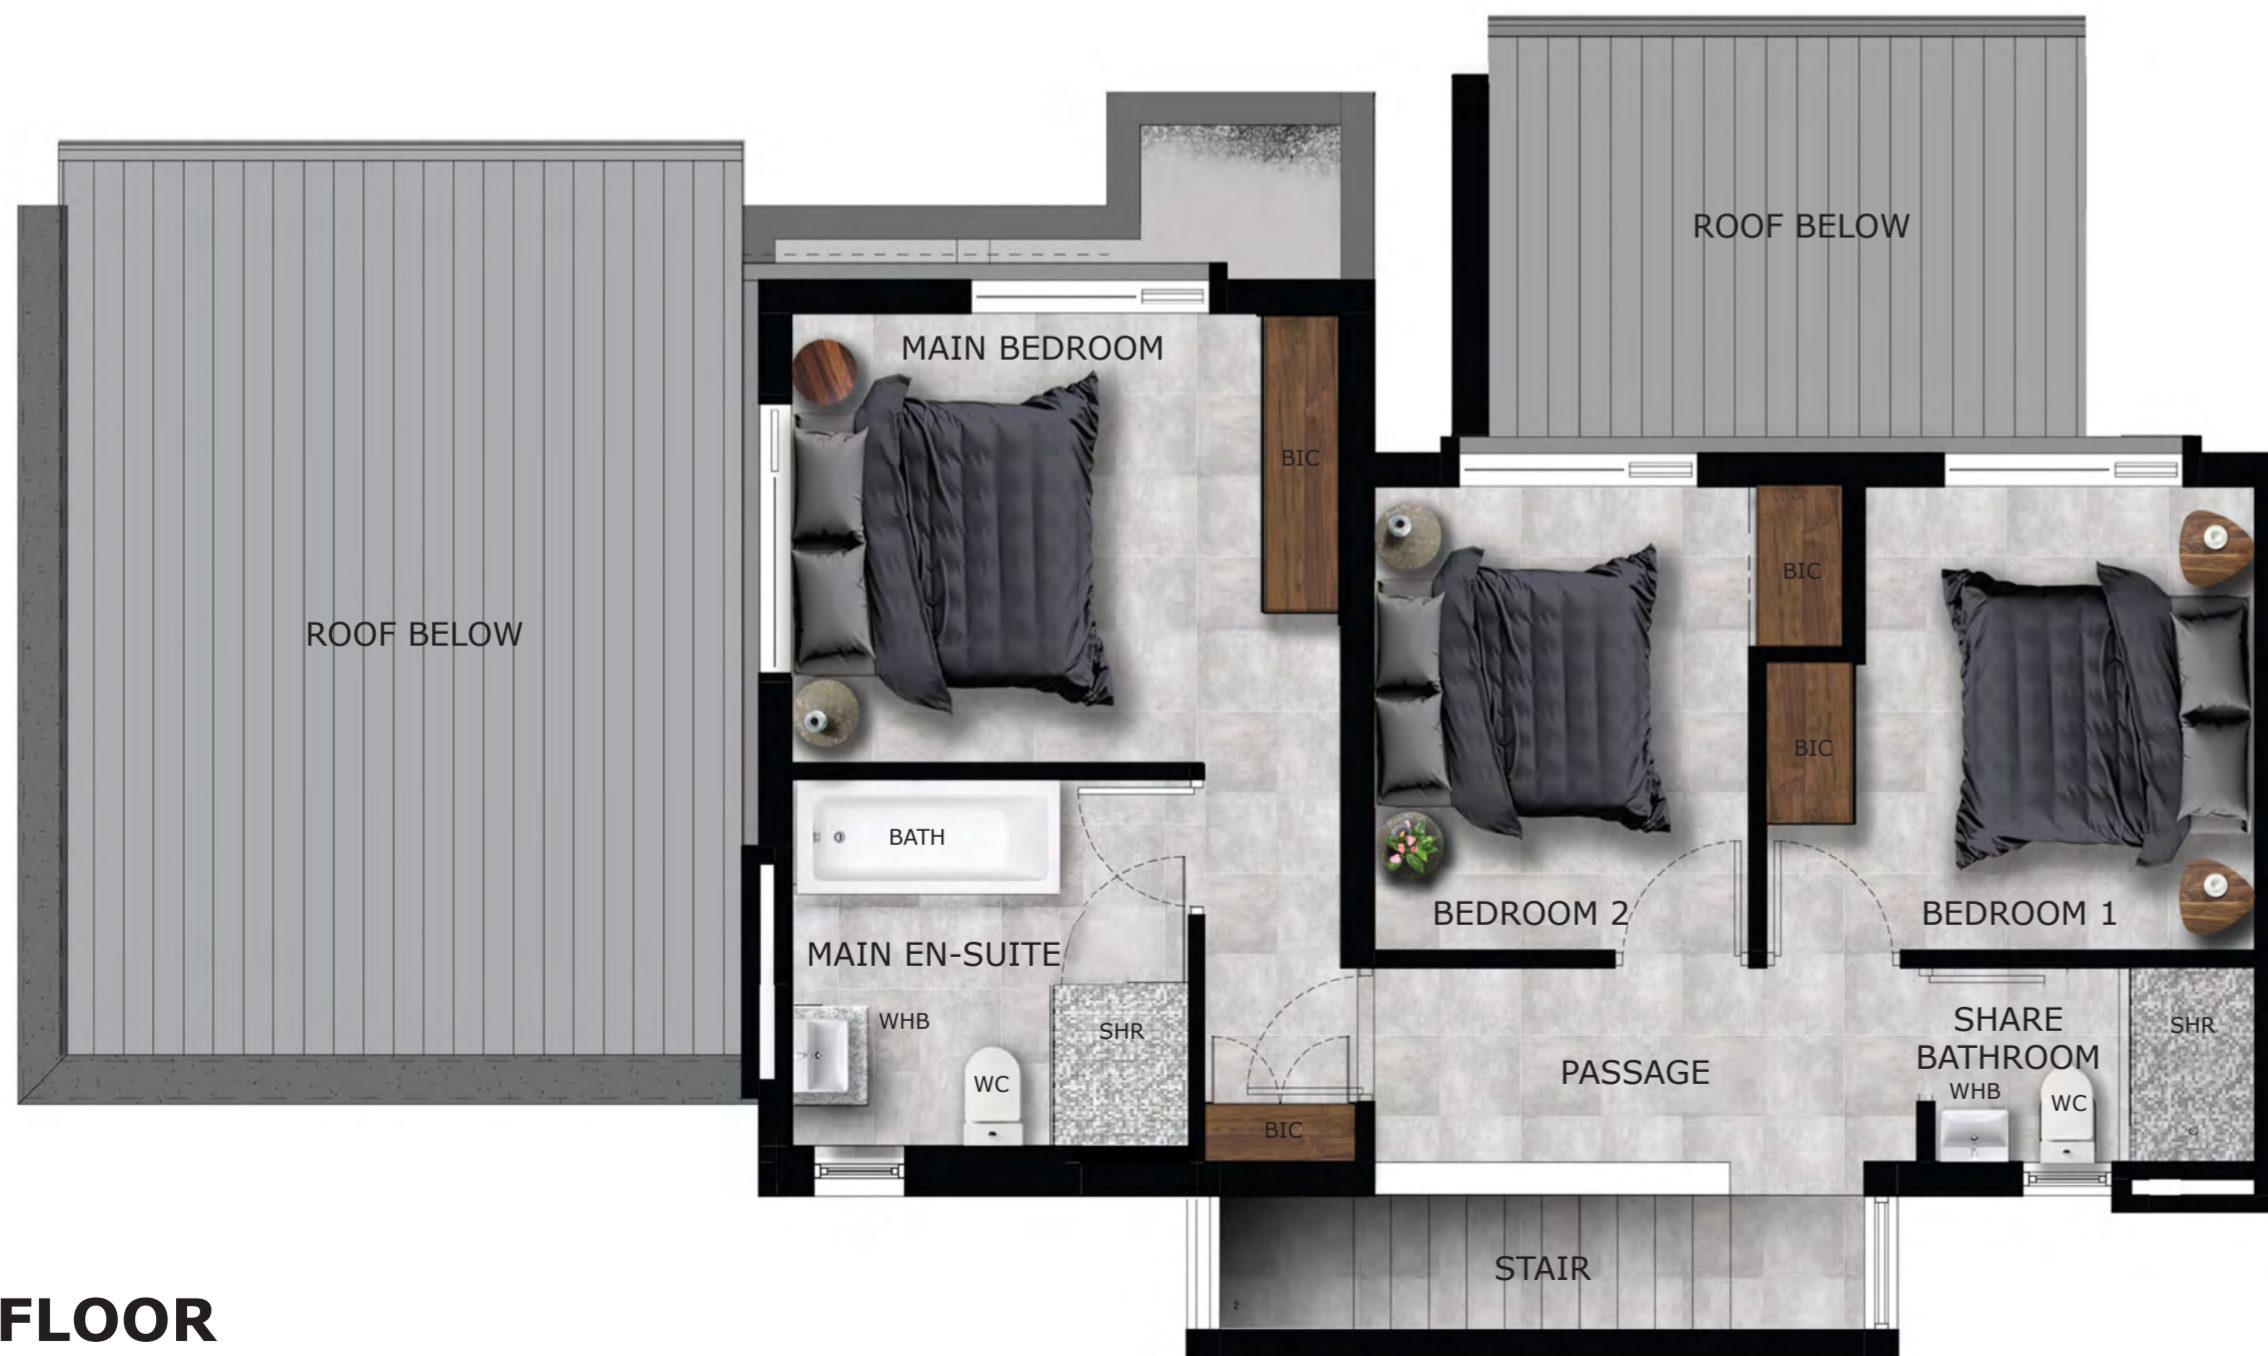 ROOF BELOW
MAIN BEDROOM
BIC
BIC
ROOF BELOW
BIC
BATH
BEDROOM 2
BEDROOM 1
MAIN EN-SUITE
WHB
SHR
SHARE
BATHROOM
SHR
PASSAGE
WC
WHB
WC
BIC
STAIR
2
FLOOR